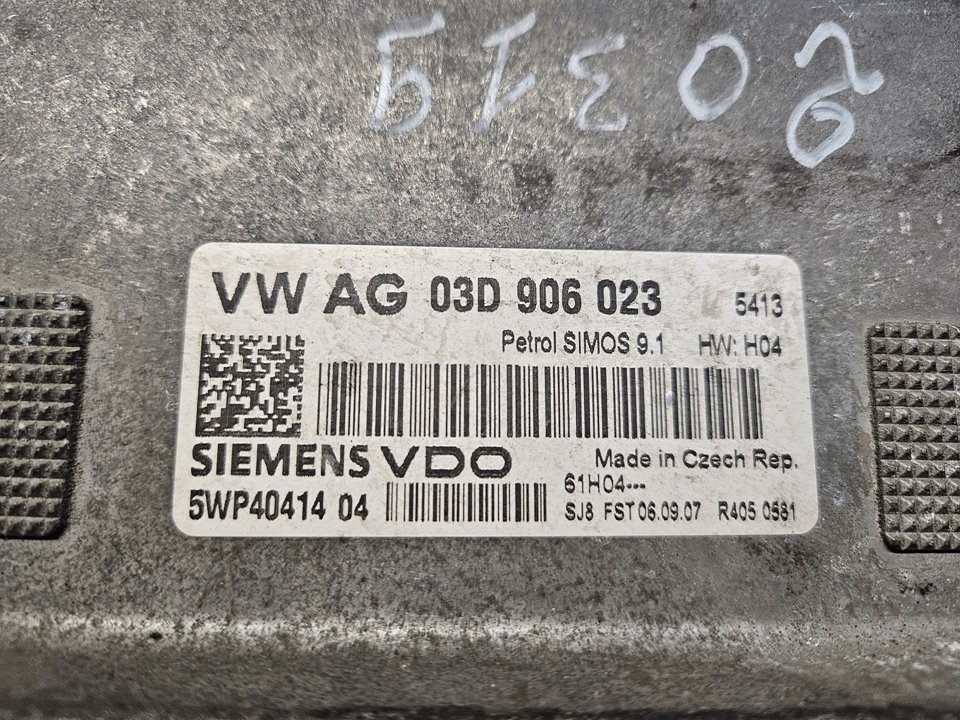 VW AG 03D 906 023 5413
Petrol SIMOS 9.1 HW: H04
SIEMENS VDO Made in Czech Rep.
61H04---
5WP40414 04 SJ8 FST 06.09.07 R405 0581